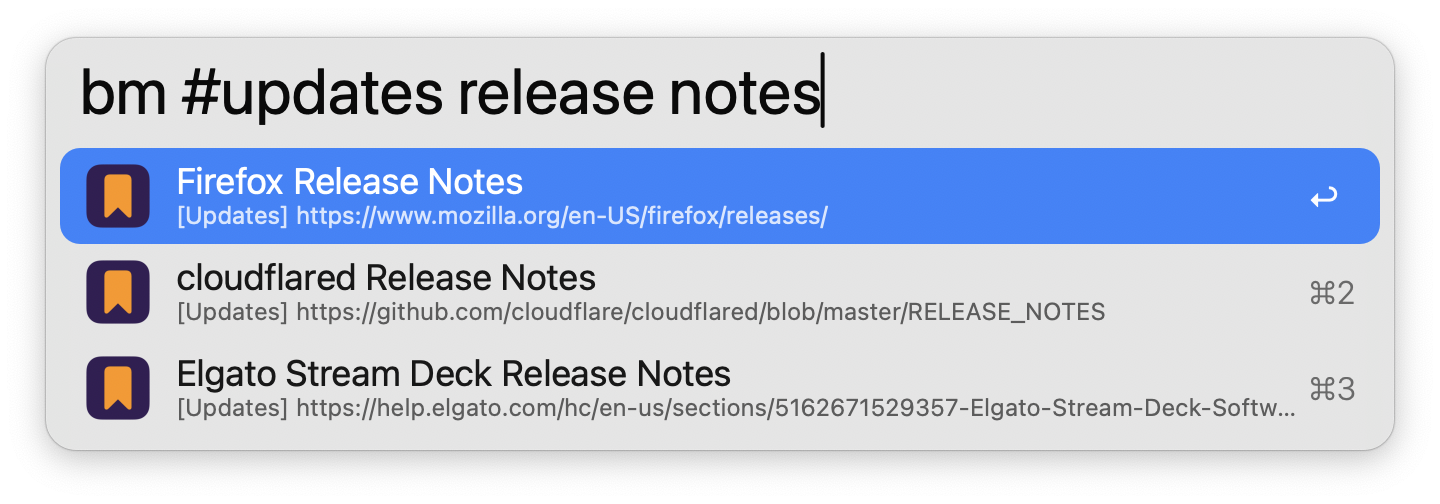 bm #updates release notes
Firefox Release Notes
[Updates] https://www.mozilla.org/en-US/firefox/releases/
cloudflared Release Notes
[Updates] https://github.com/cloudflare/cloudflared/blob/master/RELEASE_NOTES
⌘2
Elgato Stream Deck Release Notes
[Updates] https://help.elgato.com/hc/en-us/sections/5162671529357-Elgato-Stream-Deck-Softw...
⌘3